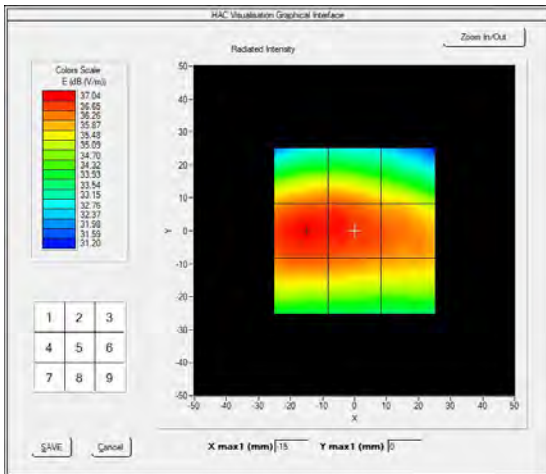 HAC Visualisation Graphical Interface
Zoom In/Out
Radiated Intensity
Colors Scale
E (dB (V/m))
37.04
36.65
36.26
35.87
35.48
35.09
34.70
34.32
33.93
33.54
33.15
32.76
32.37
31.98
31.59
31.20
50
40
30
20
10
0
-10
-20
-30
-40
-50
Y
-50 -40 -30 -20 -10 0 10 20 30 40 50
X
1 2 3
4 5 6
7 8 9
SAVE Cancel
X max1 (mm) -15 Y max1 (mm) 0